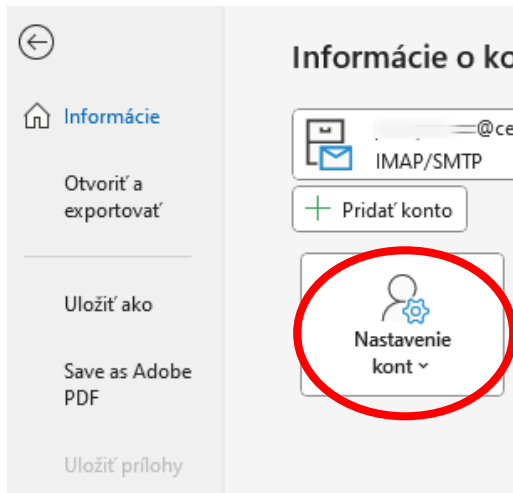 Informácie o ko
Informácie
@ce
IMAP/SMTP
Otvoriť a
exportovať
Pridať konto
Uložiť ako
Nastavenie
kont
Save as Adobe
PDF
Uložiť prílohy